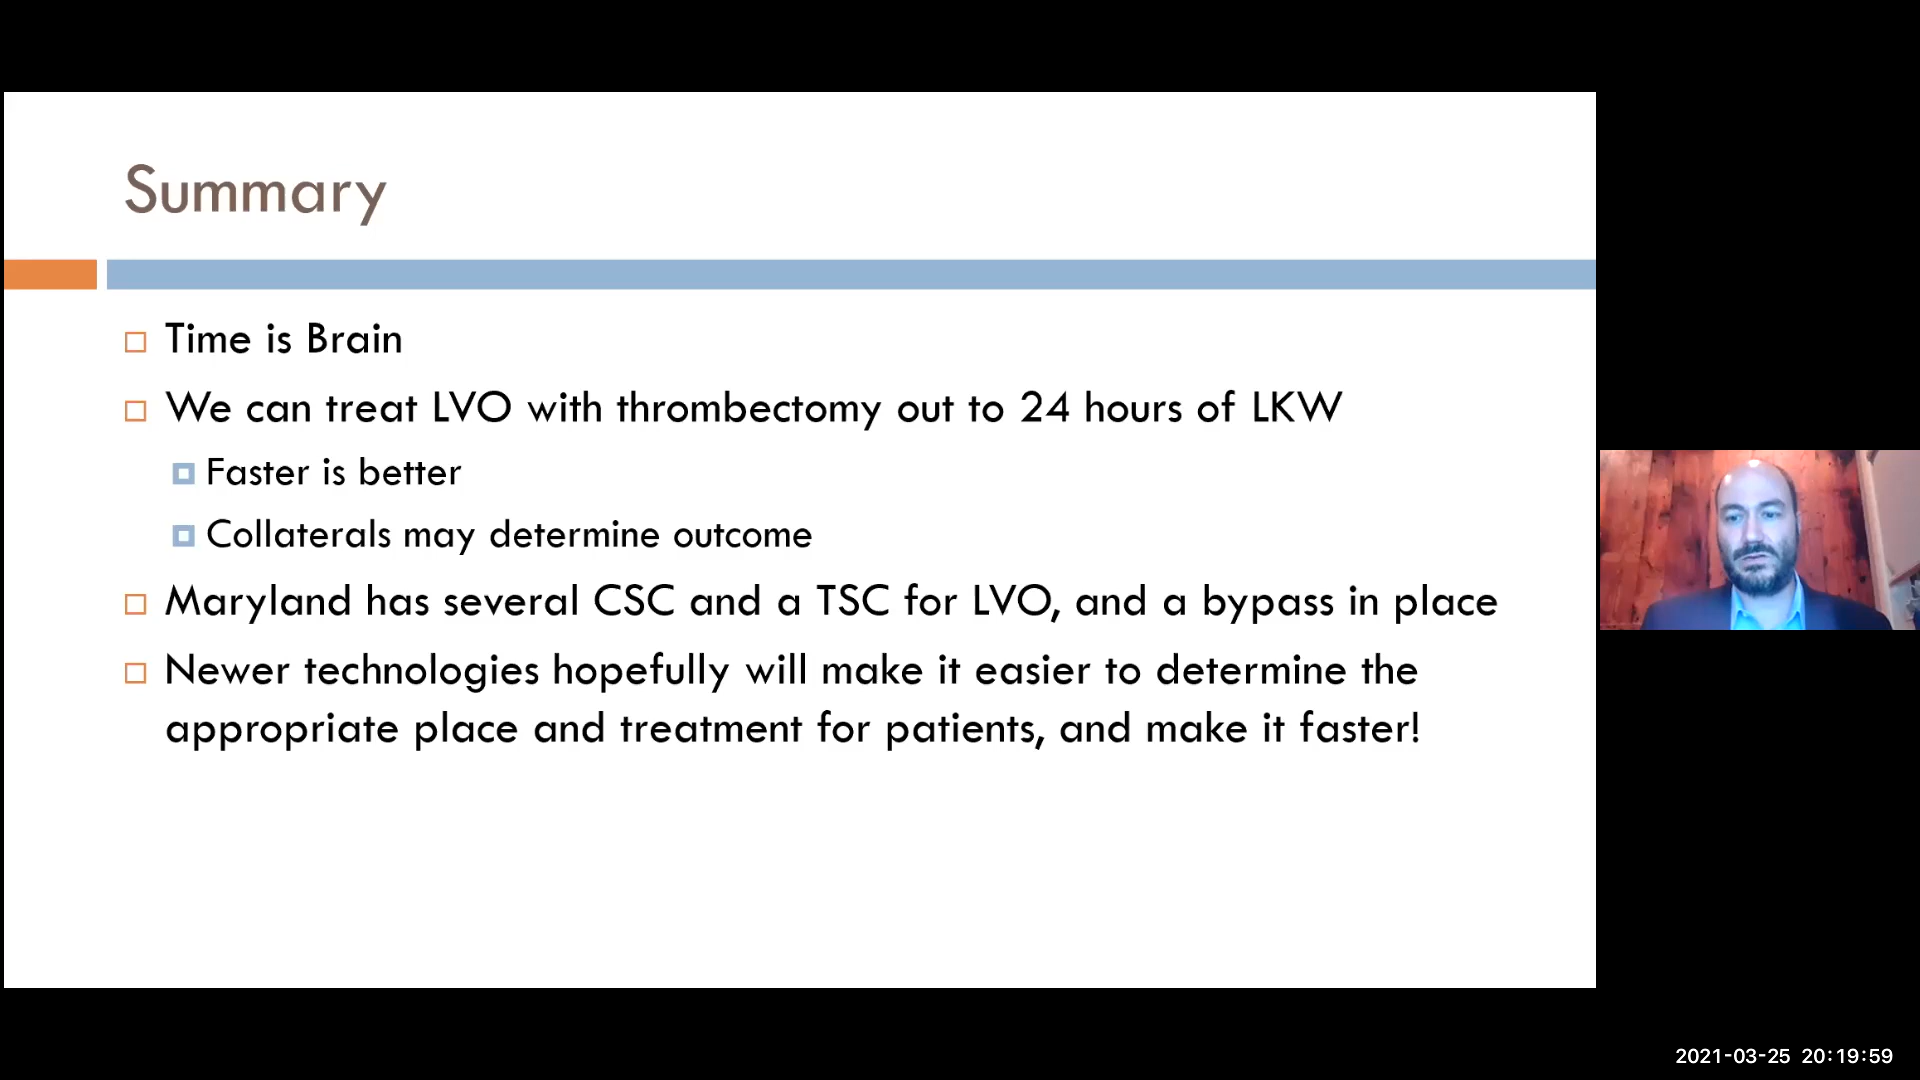 Summary
Time is Brain
We can treat LVO with thrombectomy out to 24 hours of LKW
Faster is better
Collaterals may determine outcome
Maryland has several CSC and a TSC for LVO, and a bypass in place
Newer technologies hopefully will make it easier to determine the
appropriate place and treatment for patients, and make it faster!
2021-03-25 20:19:59